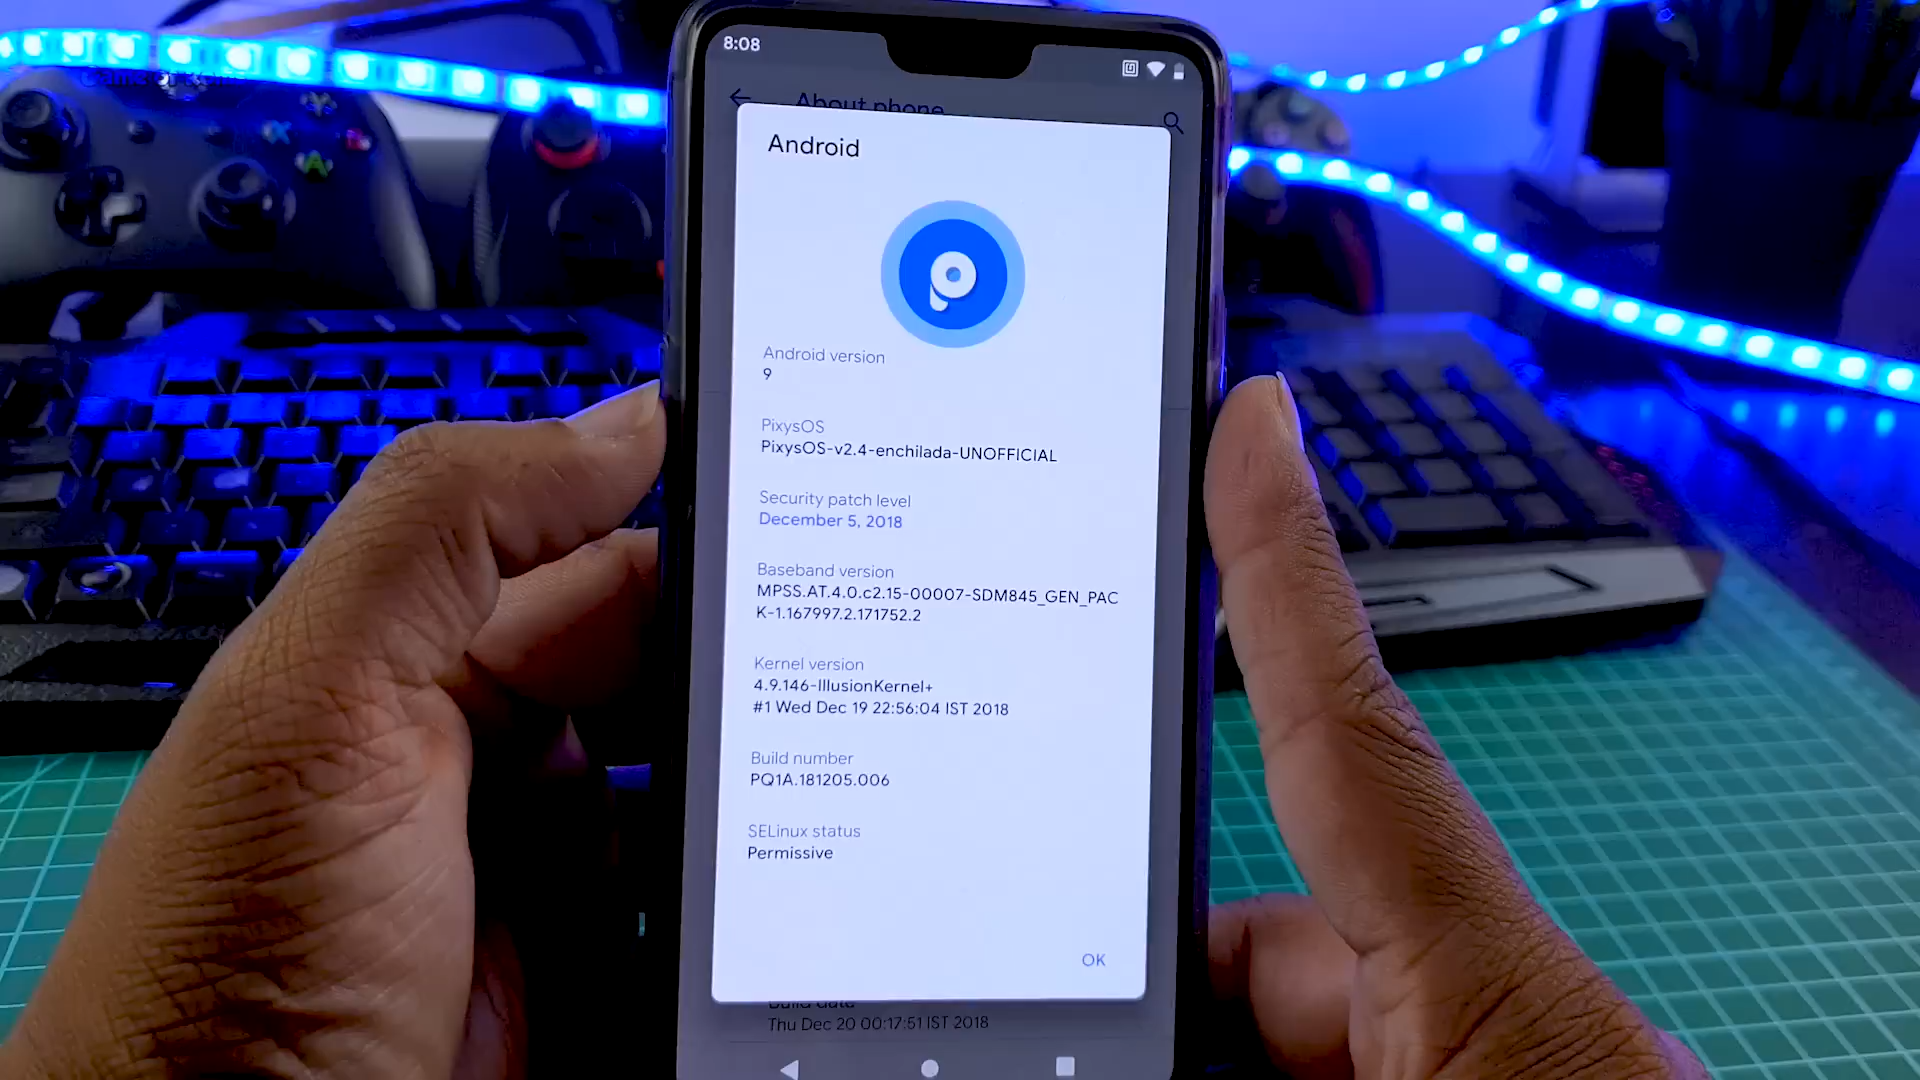 8:08
About phone
Android
Android version
9
PixysOS
PixysOS-v2.4-enchilada-UNOFFICIAL
Security patch level
December 5, 2018
Baseband version
MPSS.AT.4.0.c2.15-00007-SDM845_GEN_PAC
K-1.167997.2.171752.2
Kernel version
4.9.146-IllusionKernel+
#1 Wed Dec 19 22:56:04 IST 2018
Build number
PQ1A.181205.006
SELinux status
Permissive
OK
Build date
Thu Dec 20 00:17:51 IST 2018
X
A